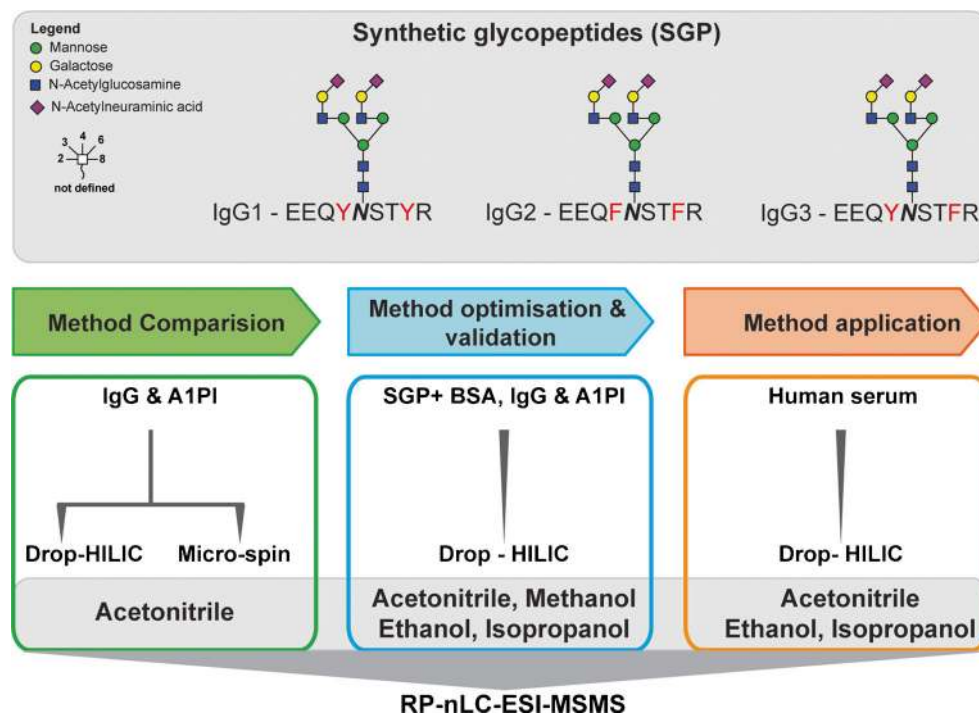 Legend
Mannose
Galactose
N-Acetylglucosamine
N-Acetylneuraminic acid
3 4 6
2 8
not defined
Synthetic glycopeptides (SGP)
IgG1 - EEQYNSTYR
IgG2 - EEQFNSTFR
IgG3 - EEQYNSTFR
Method Comparision
Method optimisation &
validation
Method application
IgG & A1PI
Drop-HILIC Micro-spin
Acetonitrile
SGP+ BSA, IgG & A1PI
Drop - HILIC
Acetonitrile, Methanol
Ethanol, Isopropanol
Human serum
Drop- HILIC
Acetonitrile
Ethanol, Isopropanol
RP-nLC-ESI-MSMS